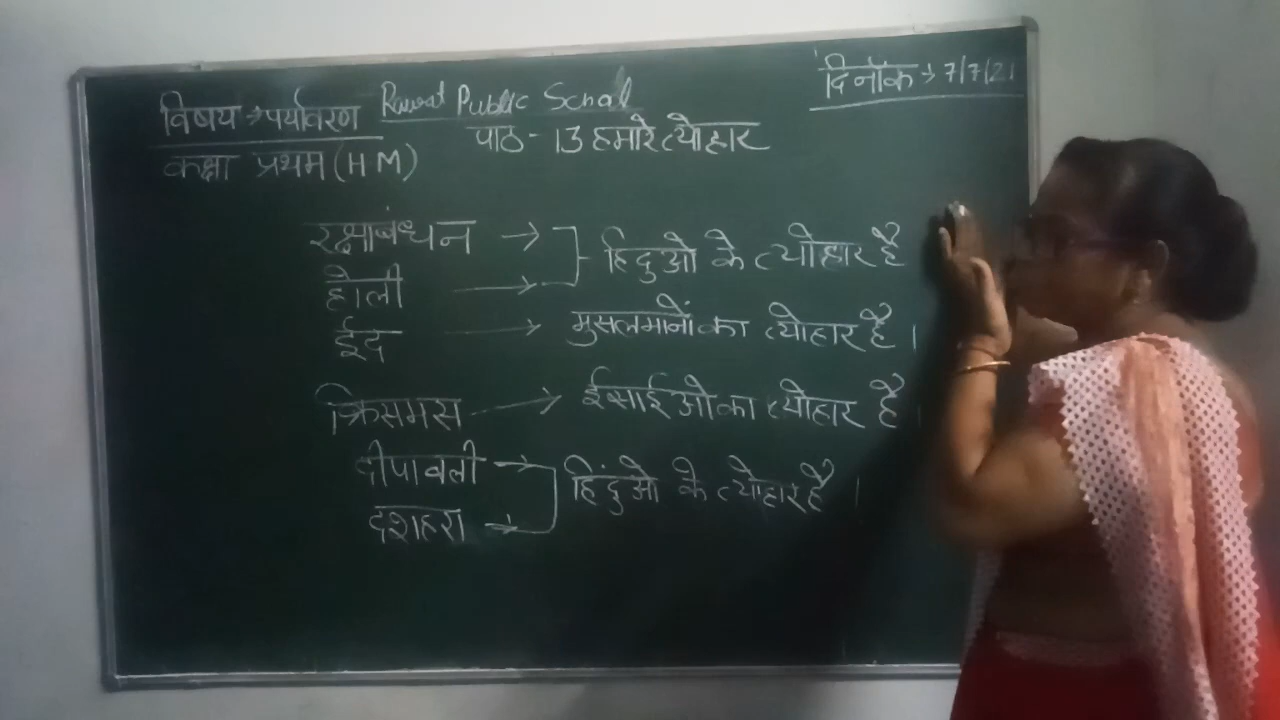 Rawat Public School
दिनाँक → 7/7/21
विषय → पर्यावरण
पाठ - 13 हमारे त्योहार
कक्षा प्रथम (H M)
रक्षाबंधन → हिदुओ के त्योहार है
होली →
ईद → मुसलमानों का त्योहार है।
क्रिसमस → ईसाईओ का त्योहार है।
दीपावली → हिंदुओ के त्योहार है।
दशहरा →